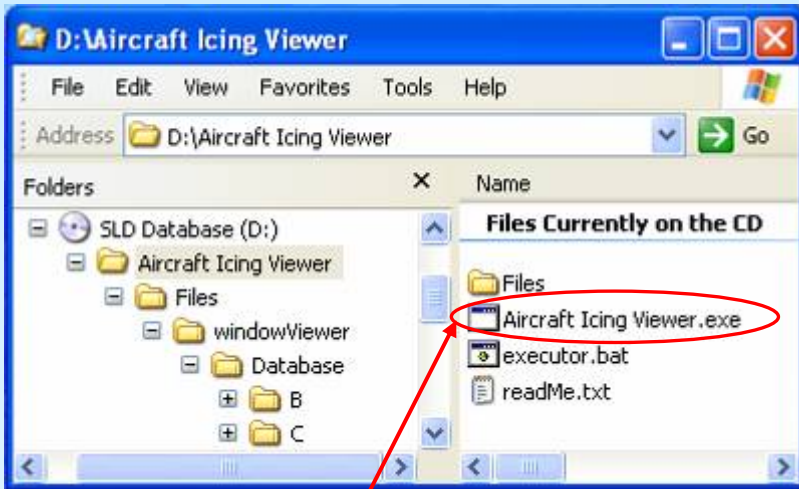 D:\Aircraft Icing Viewer
File Edit View Favorites Tools Help
Address D:\Aircraft Icing Viewer Go
Folders
SLD Database (D:)
Aircraft Icing Viewer
Files
windowViewer
Database
B
C
Name
Files Currently on the CD
Files
Aircraft Icing Viewer.exe
executor.bat
readMe.txt